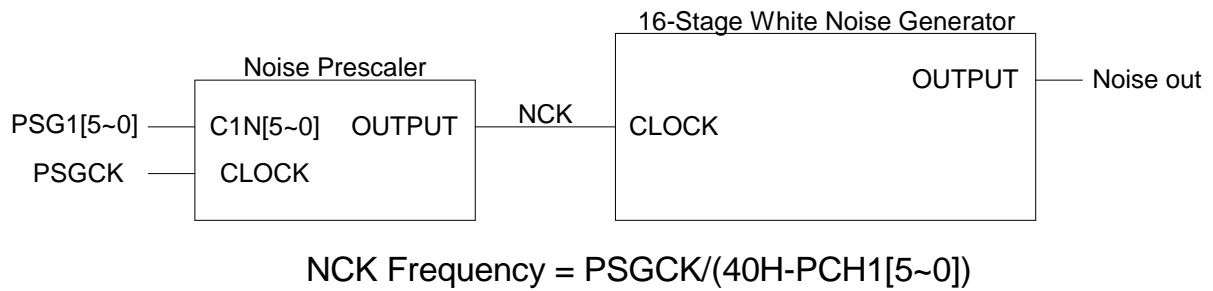 16-Stage White Noise Generator
Noise Prescaler
OUTPUT Noise out
PSG1[5~0] C1N[5~0] OUTPUT NCK CLOCK
PSGCK CLOCK
NCK Frequency = PSGCK/(40H-PCH1[5~0])